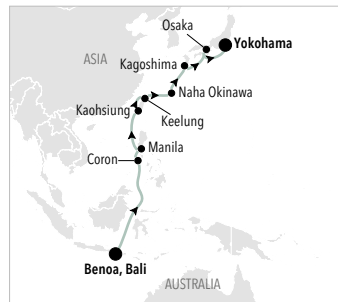 Osaka
Yokohama
ASIA
Kagoshima
Naha Okinawa
Kaohsiung
Keelung
Manila
Coron
Benoa, Bali
AUSTRALIA